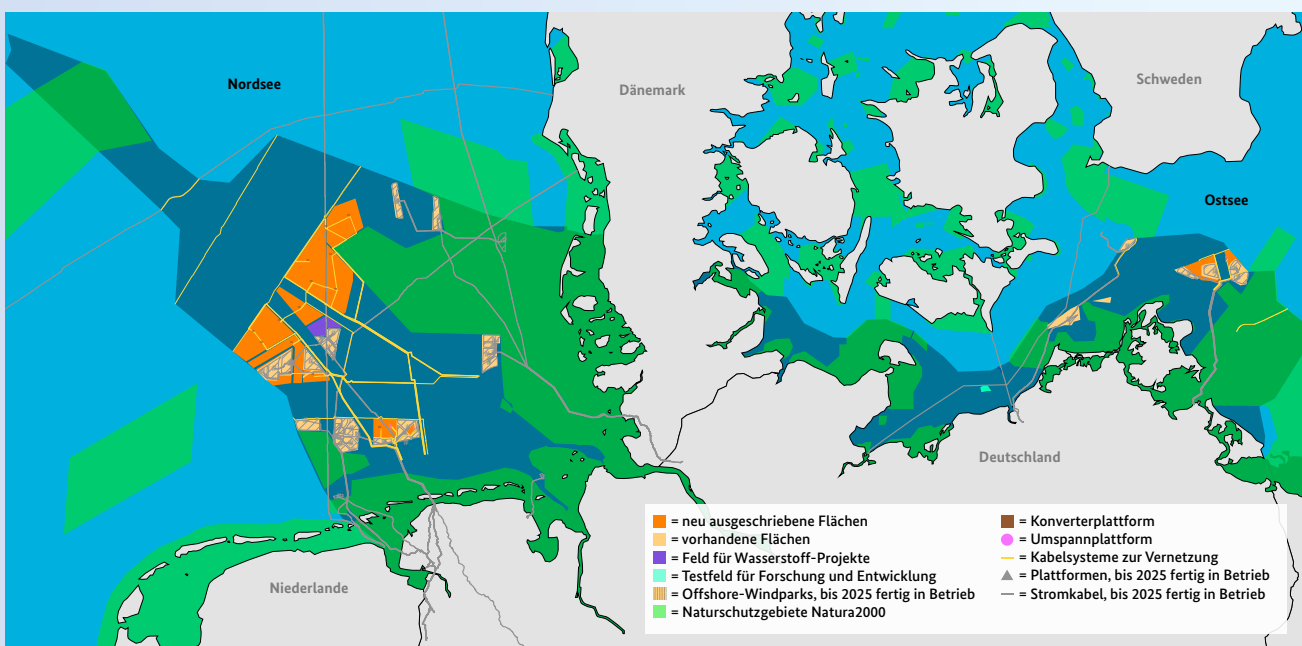 Nordsee
Dänemark
Schweden
Ostsee
Deutschland
Niederlande
= neu ausgeschriebene Flächen
= vorhandene Flächen
= Feld für Wasserstoff-Projekte
= Testfeld für Forschung und Entwicklung
= Offshore-Windparks, bis 2025 fertig in Betrieb
= Naturschutzgebiete Natura2000
= Konverterplattform
= Umspannplattform
= Kabelsysteme zur Vernetzung
= Plattformen, bis 2025 fertig in Betrieb
= Stromkabel, bis 2025 fertig in Betrieb